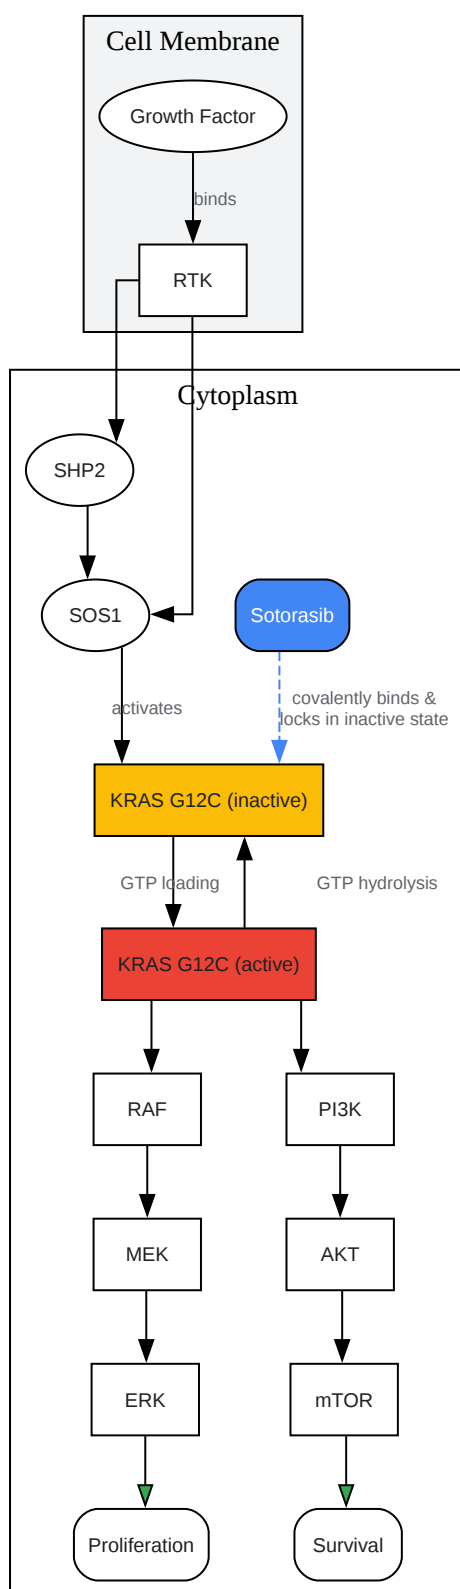 Cell Membrane
Growth Factor
binds
RTK
Cytoplasm
SHP2
SOS1
Sotorasib
activates
covalently binds &
locks in inactive state
KRAS G12C (inactive)
GTP loading
GTP hydrolysis
KRAS G12C (active)
RAF
PI3K
MEK
AKT
ERK
mTOR
Proliferation
Survival